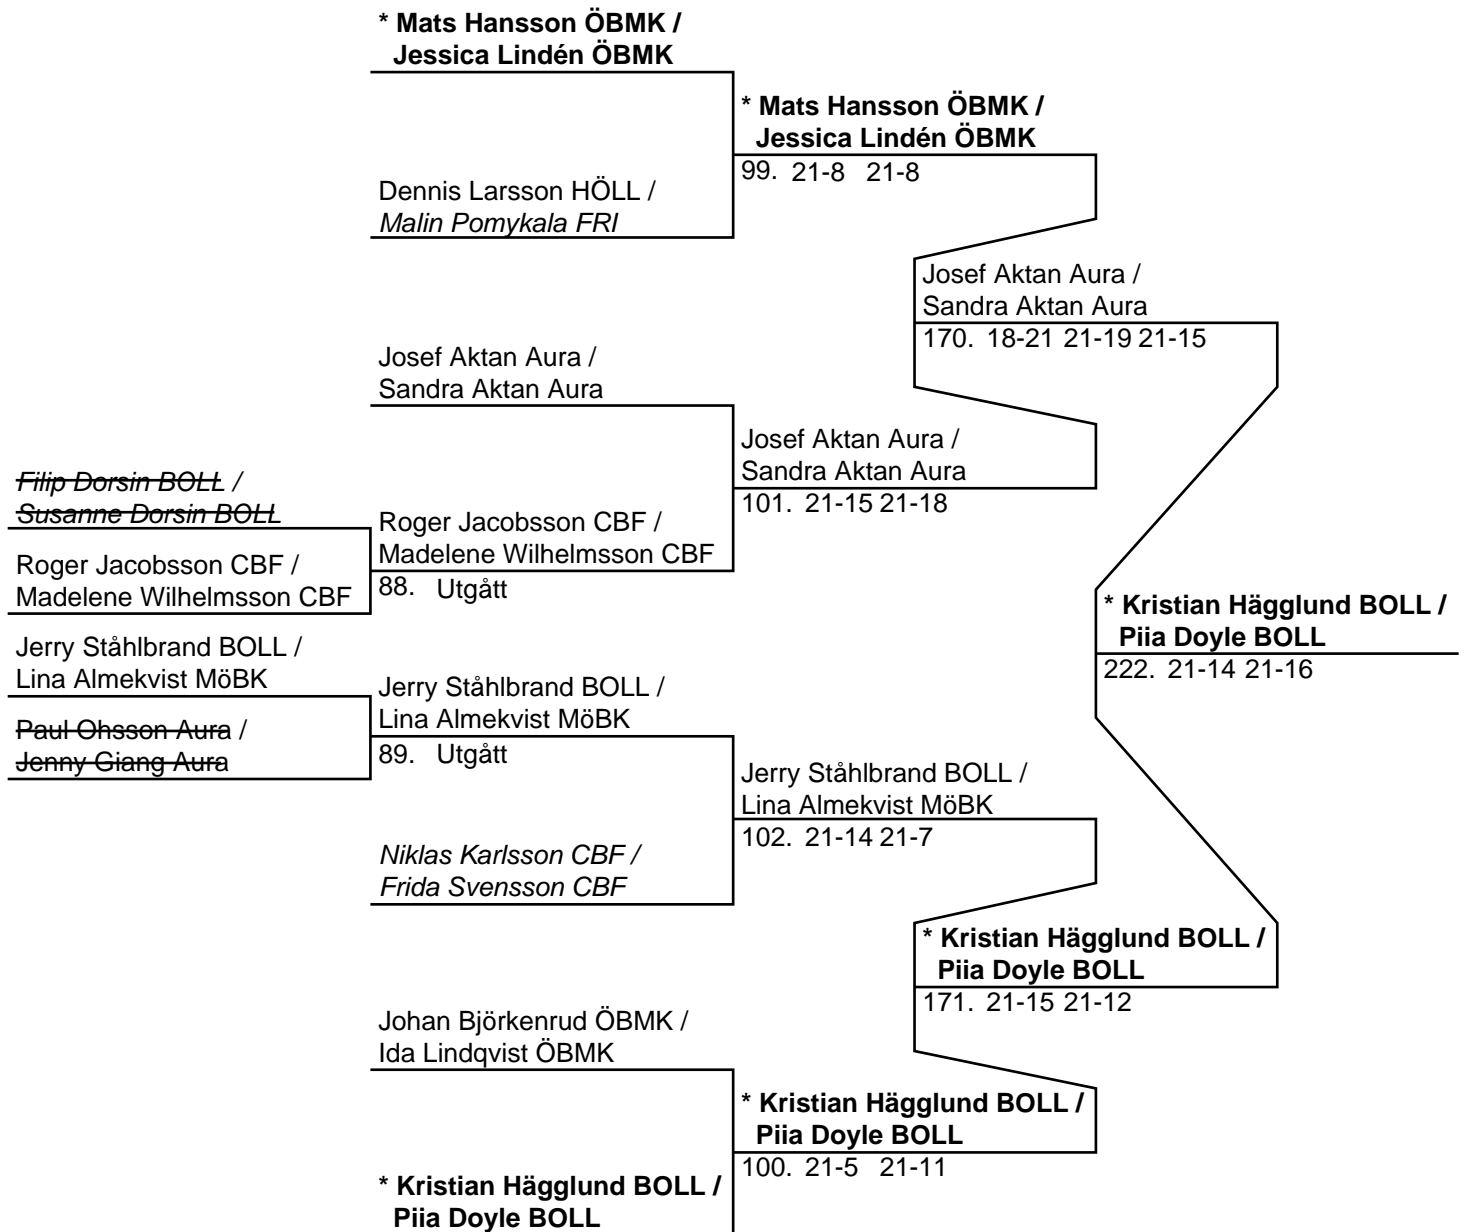 * Mats Hansson ÖBMK /
Jessica Lindén ÖBMK
* Mats Hansson ÖBMK /
Jessica Lindén ÖBMK
99. 21-8 21-8
Dennis Larsson HÖLL /
Malin Pomykala FRI
Josef Aktan Aura /
Sandra Aktan Aura
170. 18-21 21-19 21-15
Josef Aktan Aura /
Sandra Aktan Aura
Josef Aktan Aura /
Sandra Aktan Aura
101. 21-15 21-18
Filip Dorsin BOLL /
Susanne Dorsin BOLL
Roger Jacobsson CBF /
Madelene Wilhelmsson CBF
88. Utgått
Roger Jacobsson CBF /
Madelene Wilhelmsson CBF
* Kristian Hägglund BOLL /
Piia Doyle BOLL
222. 21-14 21-16
Jerry Ståhlbrand BOLL /
Lina Almekvist MöBK
Jerry Ståhlbrand BOLL /
Lina Almekvist MöBK
89. Utgått
Paul Ohsson Aura /
Jenny Giang Aura
Jerry Ståhlbrand BOLL /
Lina Almekvist MöBK
102. 21-14 21-7
Niklas Karlsson CBF /
Frida Svensson CBF
* Kristian Hägglund BOLL /
Piia Doyle BOLL
171. 21-15 21-12
Johan Björkenrud ÖBMK /
Ida Lindqvist ÖBMK
* Kristian Hägglund BOLL /
Piia Doyle BOLL
100. 21-5 21-11
* Kristian Hägglund BOLL /
Piia Doyle BOLL